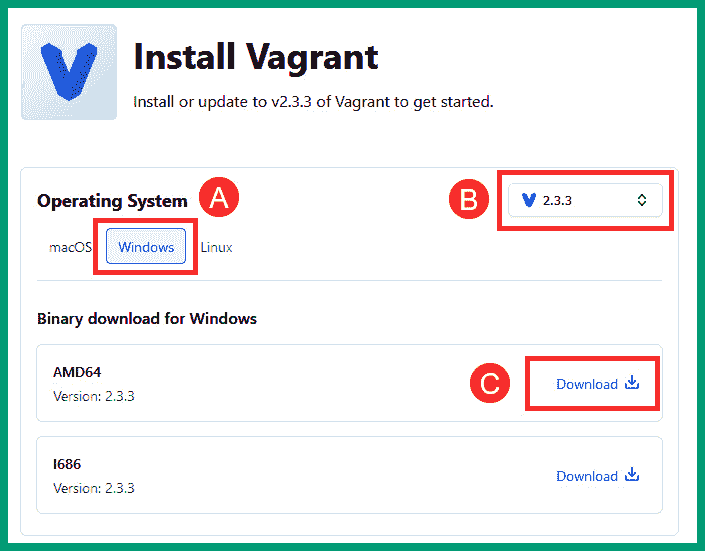 Install Vagrant
Install or update to v2.3.3 of Vagrant to get started.
Operating System A
B 2.3.3
macOS Windows Linux
Binary download for Windows
AMD64
Version: 2.3.3
C Download
I686
Version: 2.3.3
Download